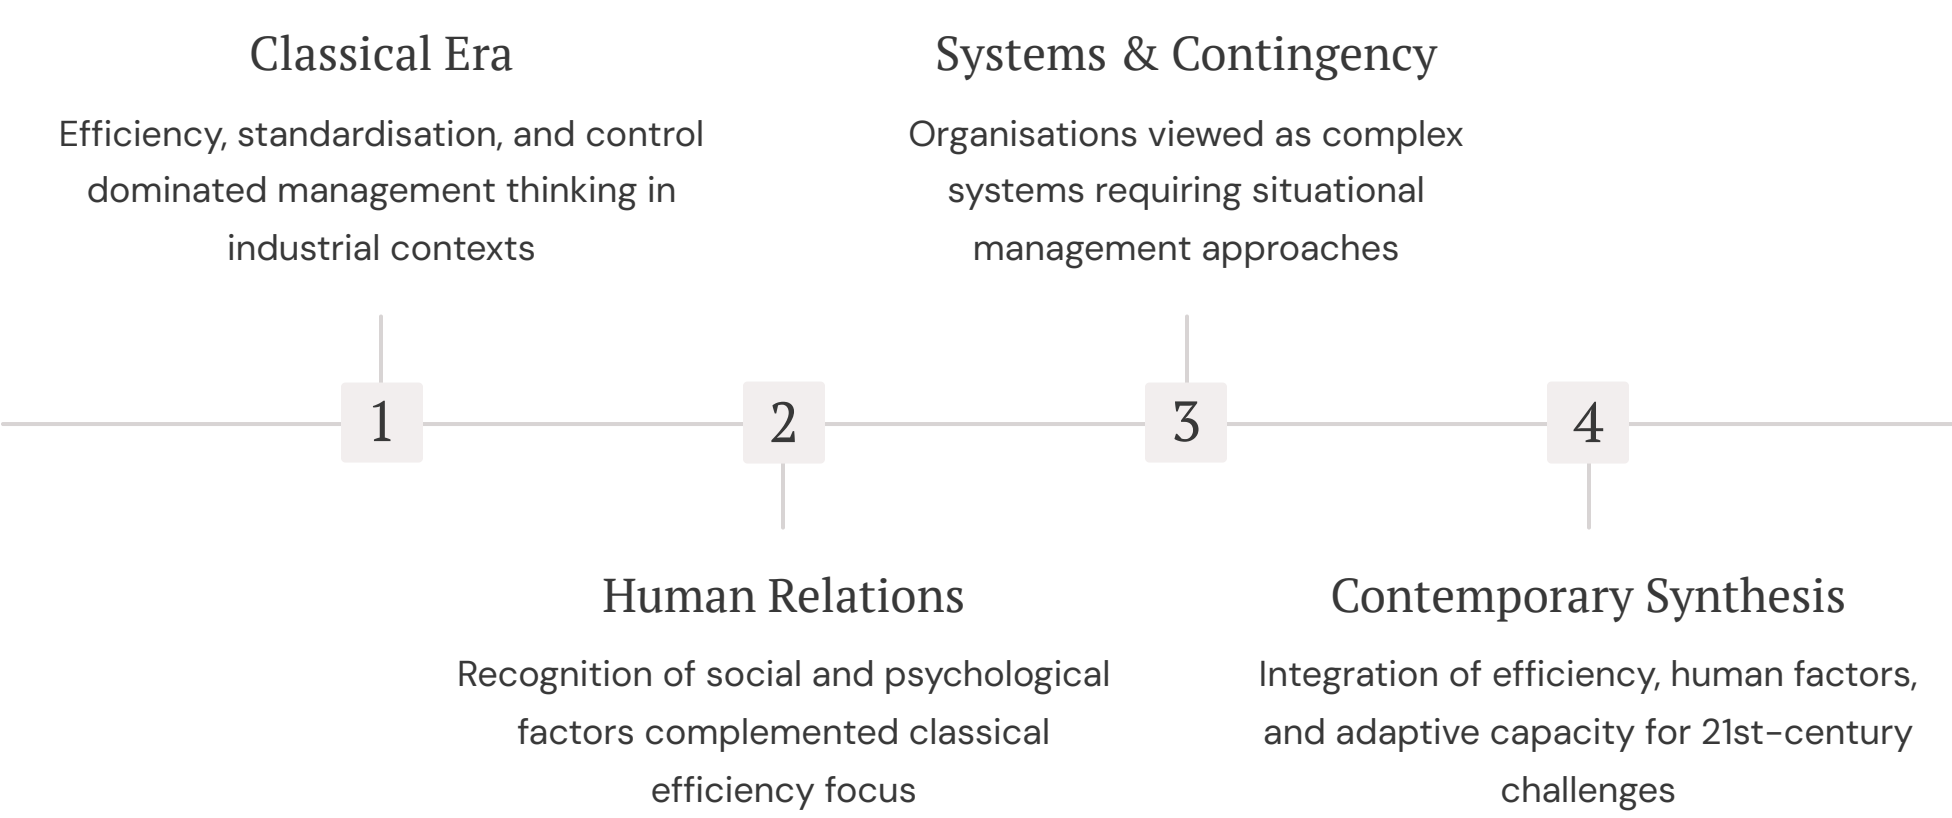 Classical Era
Efficiency, standardisation, and control
dominated management thinking in
industrial contexts
Systems & Contingency
Organisations viewed as complex
systems requiring situational
management approaches
1
2
3
4
Human Relations
Recognition of social and psychological
factors complemented classical
efficiency focus
Contemporary Synthesis
Integration of efficiency, human factors,
and adaptive capacity for 21st-century
challenges